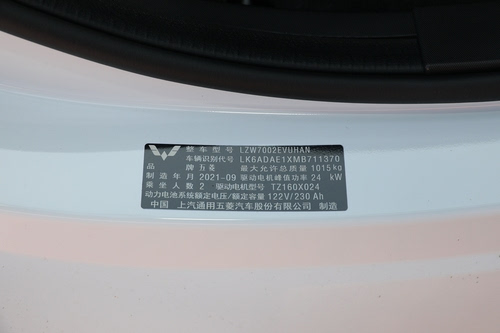 整车型号 LZW7002EVUHAN
车辆识别代号 LK6ADAE1XMB711370
品牌 五菱 最大允许总质量 1015kg
制造年月 2021-09 驱动电机峰值功率 24 kW
乘坐人数 2 驱动电机型号 TZ160X024
动力电池系统额定电压/额定容量 122V/230 Ah
中国 上汽通用五菱汽车股份有限公司 制造